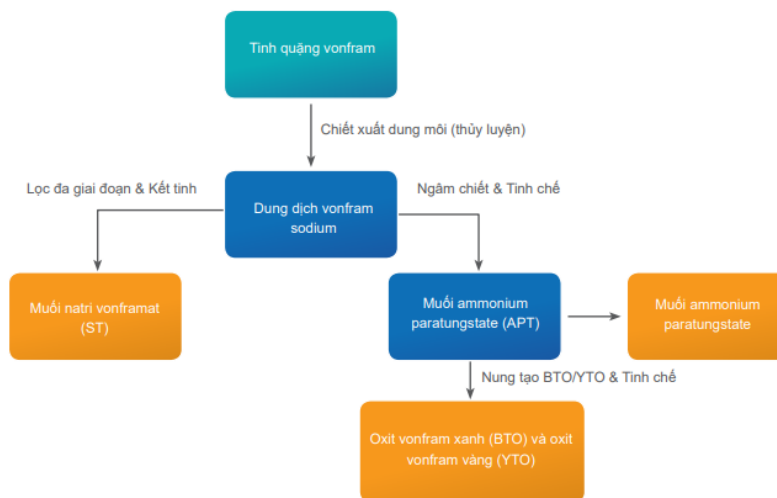 Tinh quặng vonfram
Chiết xuất dung môi (thủy luyện)
Lọc đa giai đoạn & Kết tinh
Ngâm chiết & Tinh chế
Dung dịch vonfram
sodium
Muối natri vonframat
(ST)
Muối ammonium
paratungstate (APT)
Muối ammonium
paratungstate
Nung tạo BTO/YTO & Tinh chế
Oxit vonfram xanh (BTO) và oxit
vonfram vàng (YTO)